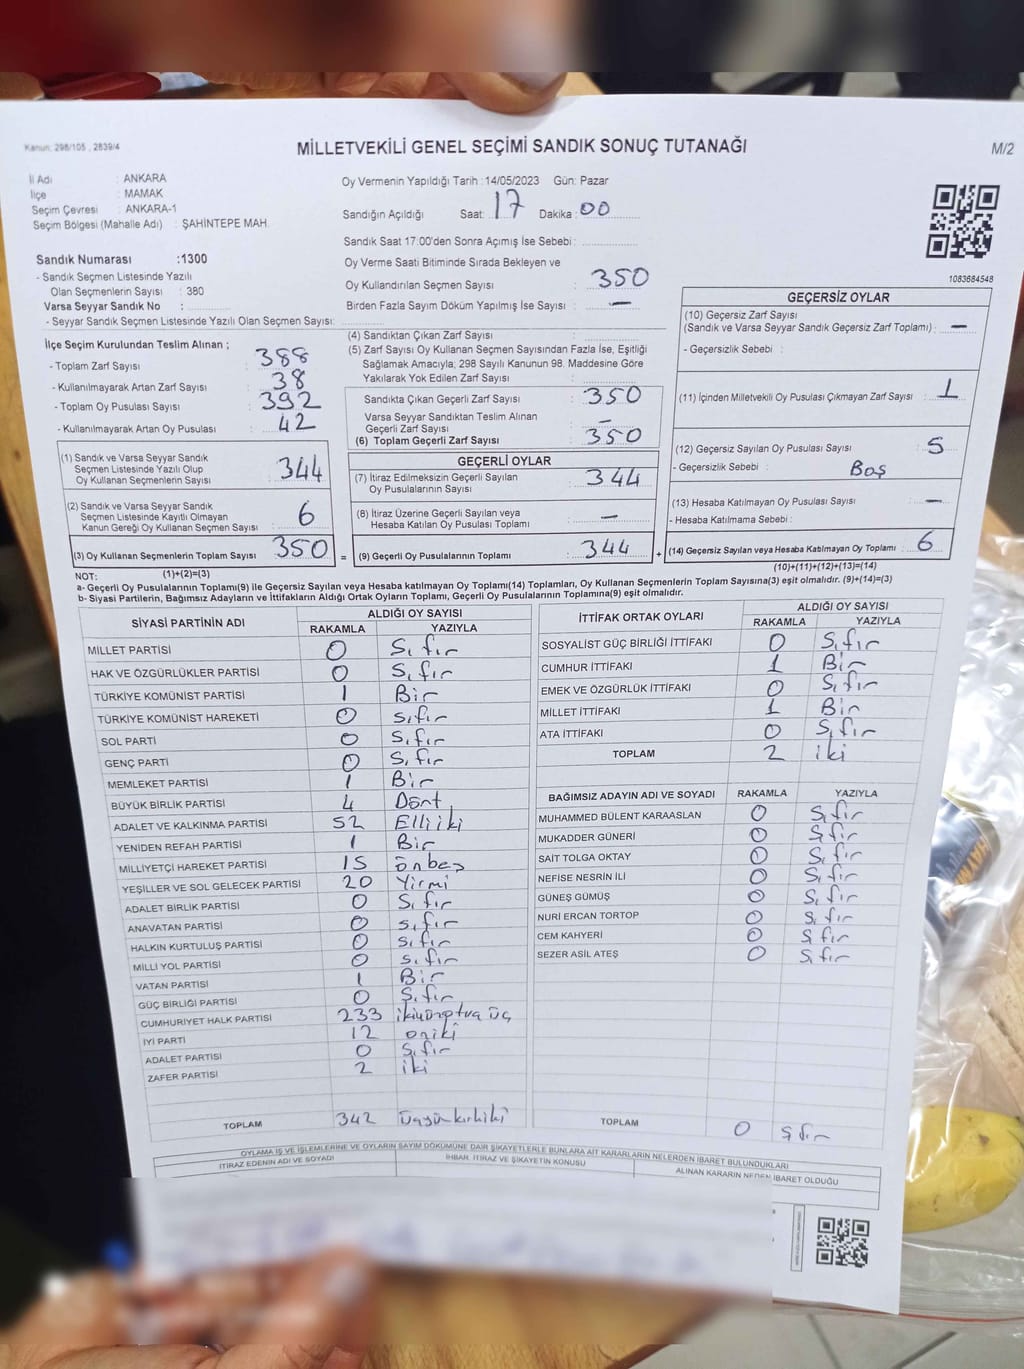 Kanun: 298/105 , 2839/4
MİLLETVEKİLİ GENEL SEÇİMİ SANDIK SONUÇ TUTANAĞI
M/2
İl Adı : ANKARA
İlçe : MAMAK
Seçim Çevresi : ANKARA-1
Seçim Bölgesi (Mahalle Adı) : ŞAHİNTEPE MAH.
Oy Vermenin Yapıldığı Tarih :14/05/2023 Gün: Pazar
Sandığın Açıldığı Saat: 17 Dakika: 00
Sandık Saat 17:00'den Sonra Açımış İse Sebebi :
Oy Verme Saati Bitiminde Sırada Bekleyen ve
Oy Kullandırılan Seçmen Sayısı : 350
Birden Fazla Sayım Döküm Yapılmış İse Sayısı : —
Sandık Numarası :1300
- Sandık Seçmen Listesinde Yazılı
Olan Seçmenlerin Sayısı : 380
Varsa Seyyar Sandık No :
- Seyyar Sandık Seçmen Listesinde Yazılı Olan Seçmen Sayısı:
İlçe Seçim Kurulundan Teslim Alınan ;
- Toplam Zarf Sayısı : 388
- Kullanılmayarak Artan Zarf Sayısı : 38
- Toplam Oy Pusulası Sayısı : 392
- Kullanılmayarak Artan Oy Pusulası : 42
(4) Sandıktan Çıkan Zarf Sayısı :
(5) Zarf Sayısı Oy Kullanan Seçmen Sayısından Fazla İse, Eşitliği
Sağlamak Amacıyla; 298 Sayılı Kanunun 98. Maddesine Göre
Yakılarak Yok Edilen Zarf Sayısı :
Sandıkta Çıkan Geçerli Zarf Sayısı : 350
Varsa Seyyar Sandıktan Teslim Alınan
Geçerli Zarf Sayısı : —
(6) Toplam Geçerli Zarf Sayısı : 350
1083684548
GEÇERSİZ OYLAR
(10) Geçersiz Zarf Sayısı
(Sandık ve Varsa Seyyar Sandık Geçersiz Zarf Toplamı) : —
- Geçersizlik Sebebi :
(11) İçinden Milletvekili Oy Pusulası Çıkmayan Zarf Sayısı : 1
(12) Geçersiz Sayılan Oy Pusulası Sayısı : 5
- Geçersizlik Sebebi : Boş
(13) Hesaba Katılmayan Oy Pusulası Sayısı : —
- Hesaba Katılmama Sebebi :
(14) Geçersiz Sayılan veya Hesaba Katılmayan Oy Toplamı : 6
(10)+(11)+(12)+(13)=(14)
(1) Sandık ve Varsa Seyyar Sandık
Seçmen Listesinde Yazılı Olup
Oy Kullanan Seçmenlerin Sayısı : 344
(2) Sandık ve Varsa Seyyar Sandık
Seçmen Listesinde Kayıtlı Olmayan
Kanun Gereği Oy Kullanan Seçmen Sayısı : 6
(3) Oy Kullanan Seçmenlerin Toplam Sayısı : 350 =
(1)+(2)=(3)
GEÇERLİ OYLAR
(7) İtiraz Edilmeksizin Geçerli Sayılan
Oy Pusulalarının Sayısı : 344
(8) İtiraz Üzerine Geçerli Sayılan veya
Hesaba Katılan Oy Pusulası Toplamı : —
(9) Geçerli Oy Pusulalarının Toplamı : 344 +
NOT:
a- Geçerli Oy Pusulalarının Toplamı(9) ile Geçersiz Sayılan veya Hesaba katılmayan Oy Toplamı(14) Toplamları, Oy Kullanan Seçmenlerin Toplam Sayısına(3) eşit olmalıdır. (9)+(14)=(3)
b- Siyasi Partilerin, Bağımsız Adayların ve İttifakların Aldığı Ortak Oyların Toplamı, Geçerli Oy Pusulalarının Toplamına(9) eşit olmalıdır.
SİYASİ PARTİNİN ADI ALDIĞI OY SAYISI
RAKAMLA YAZIYLA
MİLLET PARTİSİ 0 Sıfır
HAK VE ÖZGÜRLÜKLER PARTİSİ 0 Sıfır
TÜRKİYE KOMÜNİST PARTİSİ 1 Bir
TÜRKİYE KOMÜNİST HAREKETİ 0 sıfır
SOL PARTİ 0 Sıfır
GENÇ PARTİ 0 Sıfır
MEMLEKET PARTİSİ 1 Bir
BÜYÜK BİRLİK PARTİSİ 4 Dört
ADALET VE KALKINMA PARTİSİ 52 Elliiki
YENİDEN REFAH PARTİSİ 1 Bir
MİLLİYETÇİ HAREKET PARTİSİ 15 önbeş
YEŞİLLER VE SOL GELECEK PARTİSİ 20 Yirmi
ADALET BİRLİK PARTİSİ 0 Sıfır
ANAVATAN PARTİSİ 0 sıfır
HALKIN KURTULUŞ PARTİSİ 0 sıfır
MİLLİ YOL PARTİSİ 0 sıfır
VATAN PARTİSİ 1 Bir
GÜÇ BİRLİĞİ PARTİSİ 0 Sıfır
CUMHURİYET HALK PARTİSİ 233
İYİ PARTİ 12 oniki
ADALET PARTİSİ 0 Sıfır
ZAFER PARTİSİ 2 iki
TOPLAM 342
İTTİFAK ORTAK OYLARI ALDIĞI OY SAYISI
RAKAMLA YAZIYLA
SOSYALİST GÜÇ BİRLİĞİ İTTİFAKI 0 Sıfır
CUMHUR İTTİFAKI 1 Bir
EMEK VE ÖZGÜRLÜK İTTİFAKI 0 Sıfır
MİLLET İTTİFAKI 1 Bir
ATA İTTİFAKI 0 Sıfır
TOPLAM 2 iki
BAĞIMSIZ ADAYIN ADI VE SOYADI RAKAMLA YAZIYLA
MUHAMMED BÜLENT KARAASLAN 0 Sıfır
MUKADDER GÜNERİ 0 Sıfır
SAİT TOLGA OKTAY 0 Sıfır
NEFİSE NESRİN İLİ 0 Sıfır
GÜNEŞ GÜMÜŞ 0 Sıfır
NURİ ERCAN TORTOP 0 Sıfır
CEM KAHYERİ 0 Sıfır
SEZER ASİL ATEŞ 0 Sıfır
TOPLAM 0 Sıfır
OYLAMA İŞ VE İŞLEMLERİNE VE OYLARIN SAYIM DÖKÜMÜNE DAİR ŞİKAYETLERLE BUNLARA AİT KARARLARIN NELERDEN İBARET BULUNDUKLARI
İTİRAZ EDENİN ADI VE SOYADI İHBAR, İTİRAZ VE ŞİKAYETİN KONUSU ALINAN KARARIN NEDEN İBARET OLDUĞU